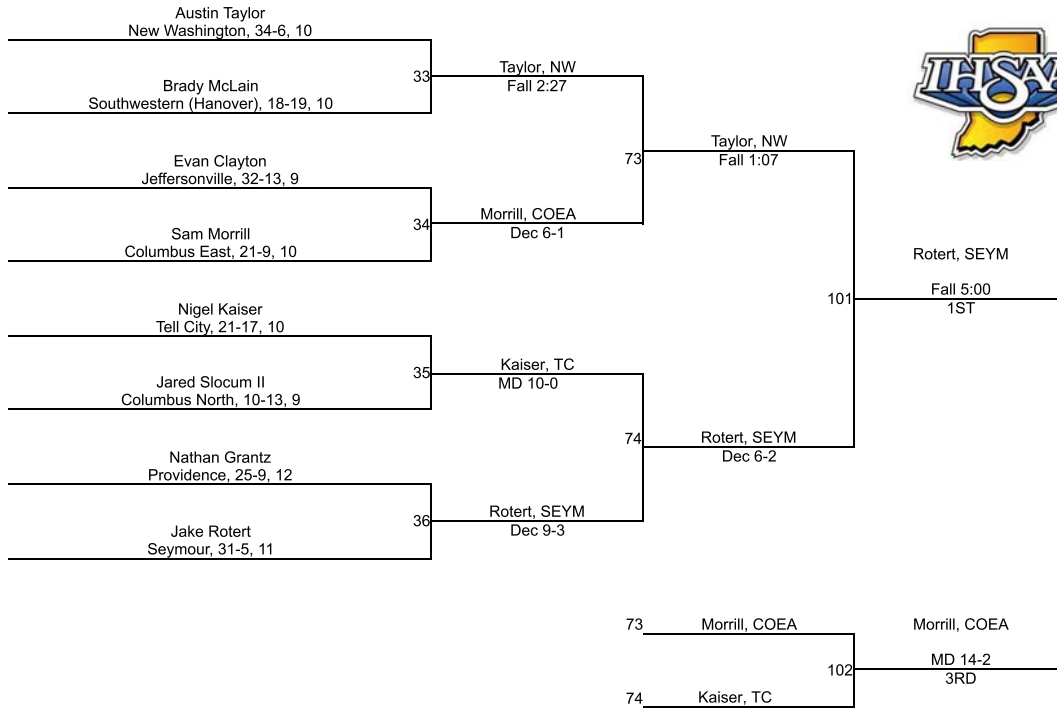 Austin Taylor
New Washington, 34-6, 10
33
Brady McLain
Southwestern (Hanover), 18-19, 10
Taylor, NW
Fall 2:27
73
Evan Clayton
Jeffersonville, 32-13, 9
34
Sam Morrill
Columbus East, 21-9, 10
Morrill, COEA
Dec 6-1
Taylor, NW
Fall 1:07
101
Nigel Kaiser
Tell City, 21-17, 10
35
Jared Slocum II
Columbus North, 10-13, 9
Kaiser, TC
MD 10-0
74
Nathan Grantz
Providence, 25-9, 12
36
Jake Rotert
Seymour, 31-5, 11
Rotert, SEYM
Dec 9-3
Rotert, SEYM
Dec 6-2
IHSAA
Rotert, SEYM
Fall 5:00
1ST
73
Morrill, COEA
102
74
Kaiser, TC
Morrill, COEA
MD 14-2
3RD